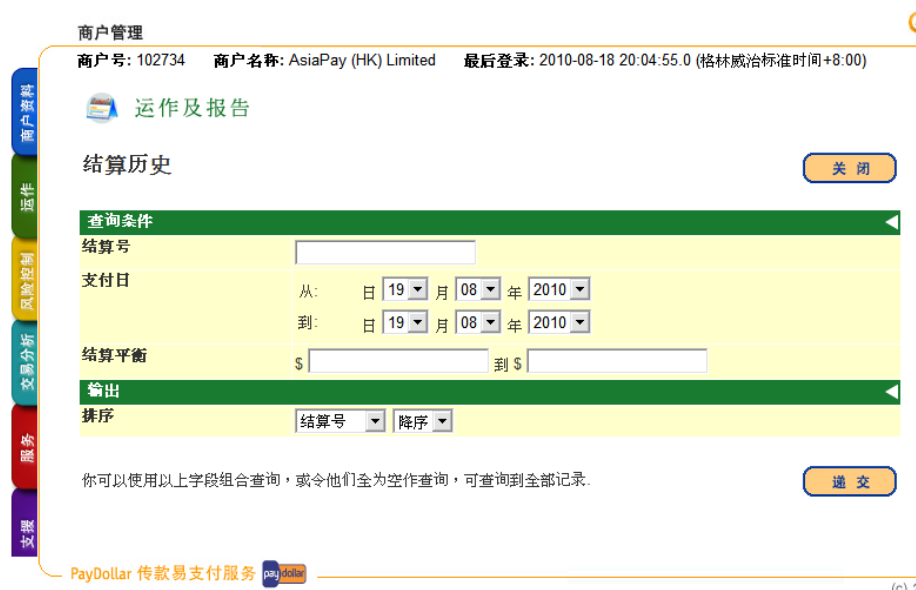 商户管理
商户号: 102734 商户名称: AsiaPay (HK) Limited 最后登录: 2010-08-18 20:04:55.0 (格林威治标准时间+8:00)
商户资料
运作及报告
结算历史
关 闭
运作
查询条件
结算号
风险控制
支付日
从: 日 19 月 08 年 2010
到: 日 19 月 08 年 2010
交易分析
结算平衡
$ 到 $
输出
排序
结算号 降序
服务
你可以使用以上字段组合查询，或令他们全为空作查询，可查询到全部记录.
递 交
支援
PayDollar 传款易支付服务 paydollar